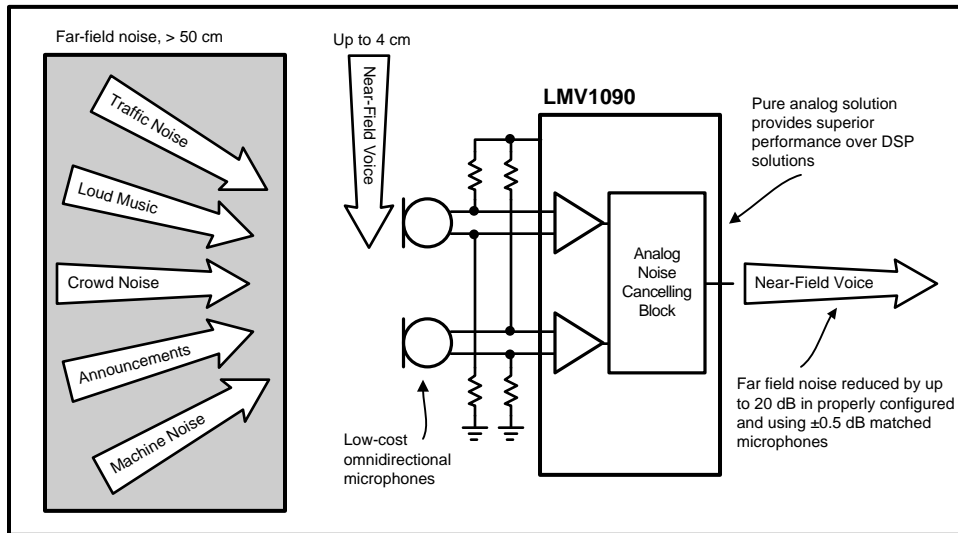 Far-field noise, > 50 cm
Traffic Noise
Loud Music
Crowd Noise
Announcements
Machine Noise
Up to 4 cm
Near-Field Voice
Low-cost
omnidirectional
microphones
LMV1090
Analog
Noise
Cancelling
Block
Pure analog solution
provides superior
performance over DSP
solutions
Near-Field Voice
Far field noise reduced by up
to 20 dB in properly configured
and using ±0.5 dB matched
microphones